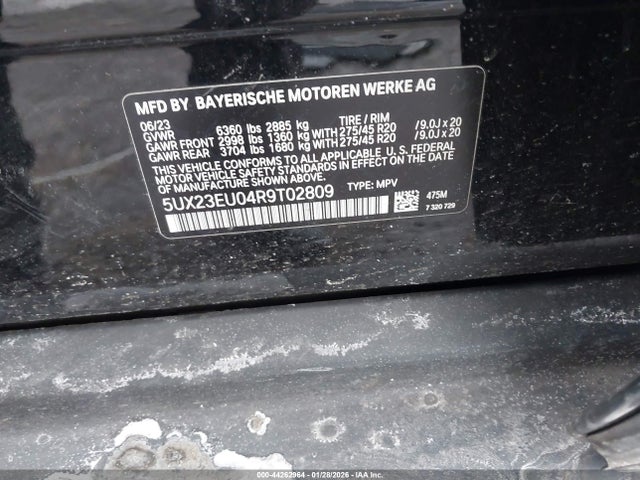 MFD BY BAYERISCHE MOTOREN WERKE AG
06/23 TIRE / RIM
GVWR 6360 lbs 2885 kg
GAWR FRONT 2998 lbs 1360 kg WITH 275/45 R20 /9.0J x 20
GAWR REAR 3704 lbs 1680 kg WITH 275/45 R20 /9.0J x 20
THIS VEHICLE CONFORMS TO ALL APPLICABLE U. S. FEDERAL
MOTOR VEHICLE SAFETY STANDARDS IN EFFECT ON THE
DATE OF MANUFACTURE SHOWN ABOVE.
5UX23EU04R9T02809 TYPE: MPV
475M
7 320 729
000-44262964 | 01/28/2026 - IAAI.com